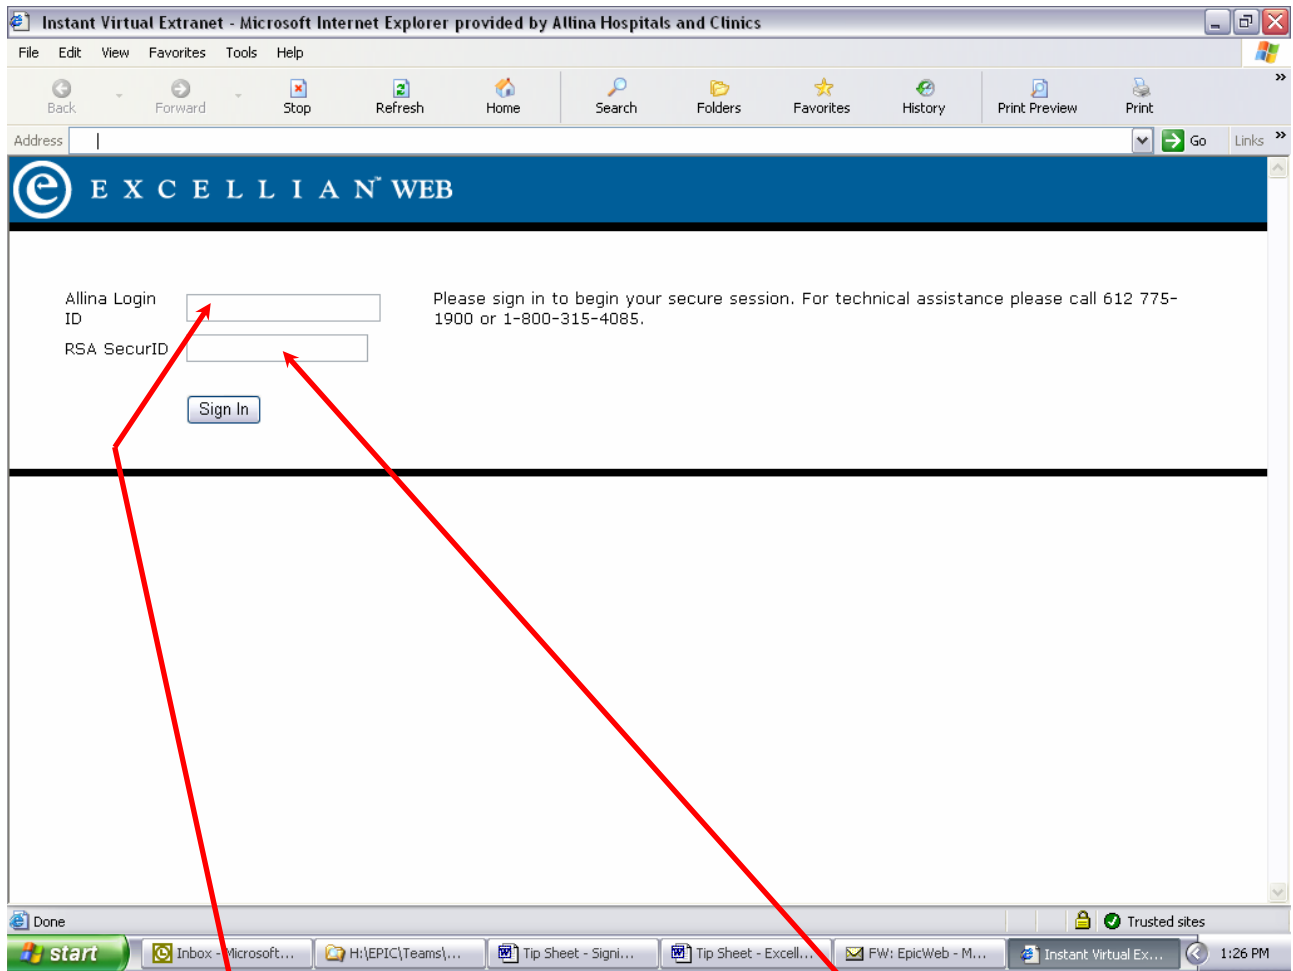 Instant Virtual Extranet - Microsoft Internet Explorer provided by Allina Hospitals and Clinics
File Edit View Favorites Tools Help
Back Forward Stop Refresh Home Search Folders Favorites History Print Preview Print »
Address Go Links »
e EXCELLIAN™ WEB
Allina Login ID
Please sign in to begin your secure session. For technical assistance please call 612 775-
1900 or 1-800-315-4085.
RSA SecurID
Sign In
Done Trusted sites
start Inbox - Microsoft... H:\EPIC\Teams\... Tip Sheet - Signi... Tip Sheet - Excell... FW: EpicWeb - M... Instant Virtual Ex... 1:26 PM